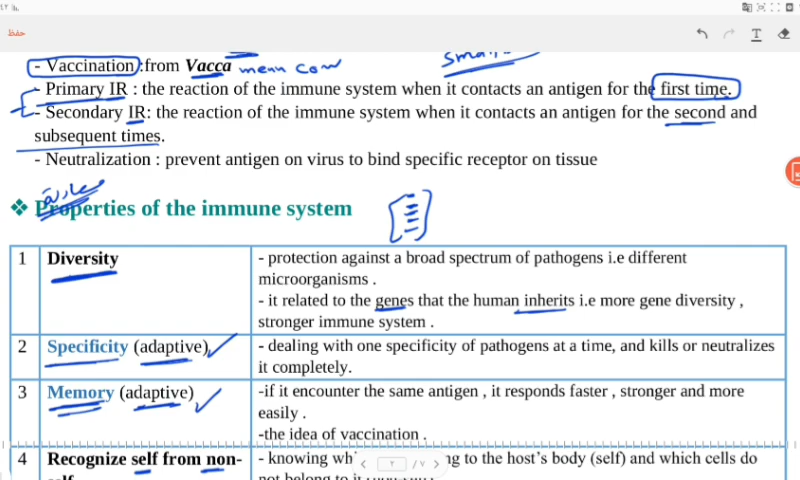 حفظ
- Vaccination : from Vacca mean cow
- Primary IR : the reaction of the immune system when it contacts an antigen for the first time.
- Secondary IR: the reaction of the immune system when it contacts an antigen for the second and
subsequent times.
- Neutralization : prevent antigen on virus to bind specific receptor on tissue
❖ Properties of the immune system
1 Diversity - protection against a broad spectrum of pathogens i.e different
microorganisms .
- it related to the genes that the human inherits i.e more gene diversity ,
stronger immune system .
2 Specificity (adaptive) - dealing with one specificity of pathogens at a time, and kills or neutralizes
it completely.
3 Memory (adaptive) -if it encounter the same antigen , it responds faster , stronger and more
easily .
-the idea of vaccination .
4 Recognize self from non- - knowing ng to the host's body (self) and which cells do
not belong to it